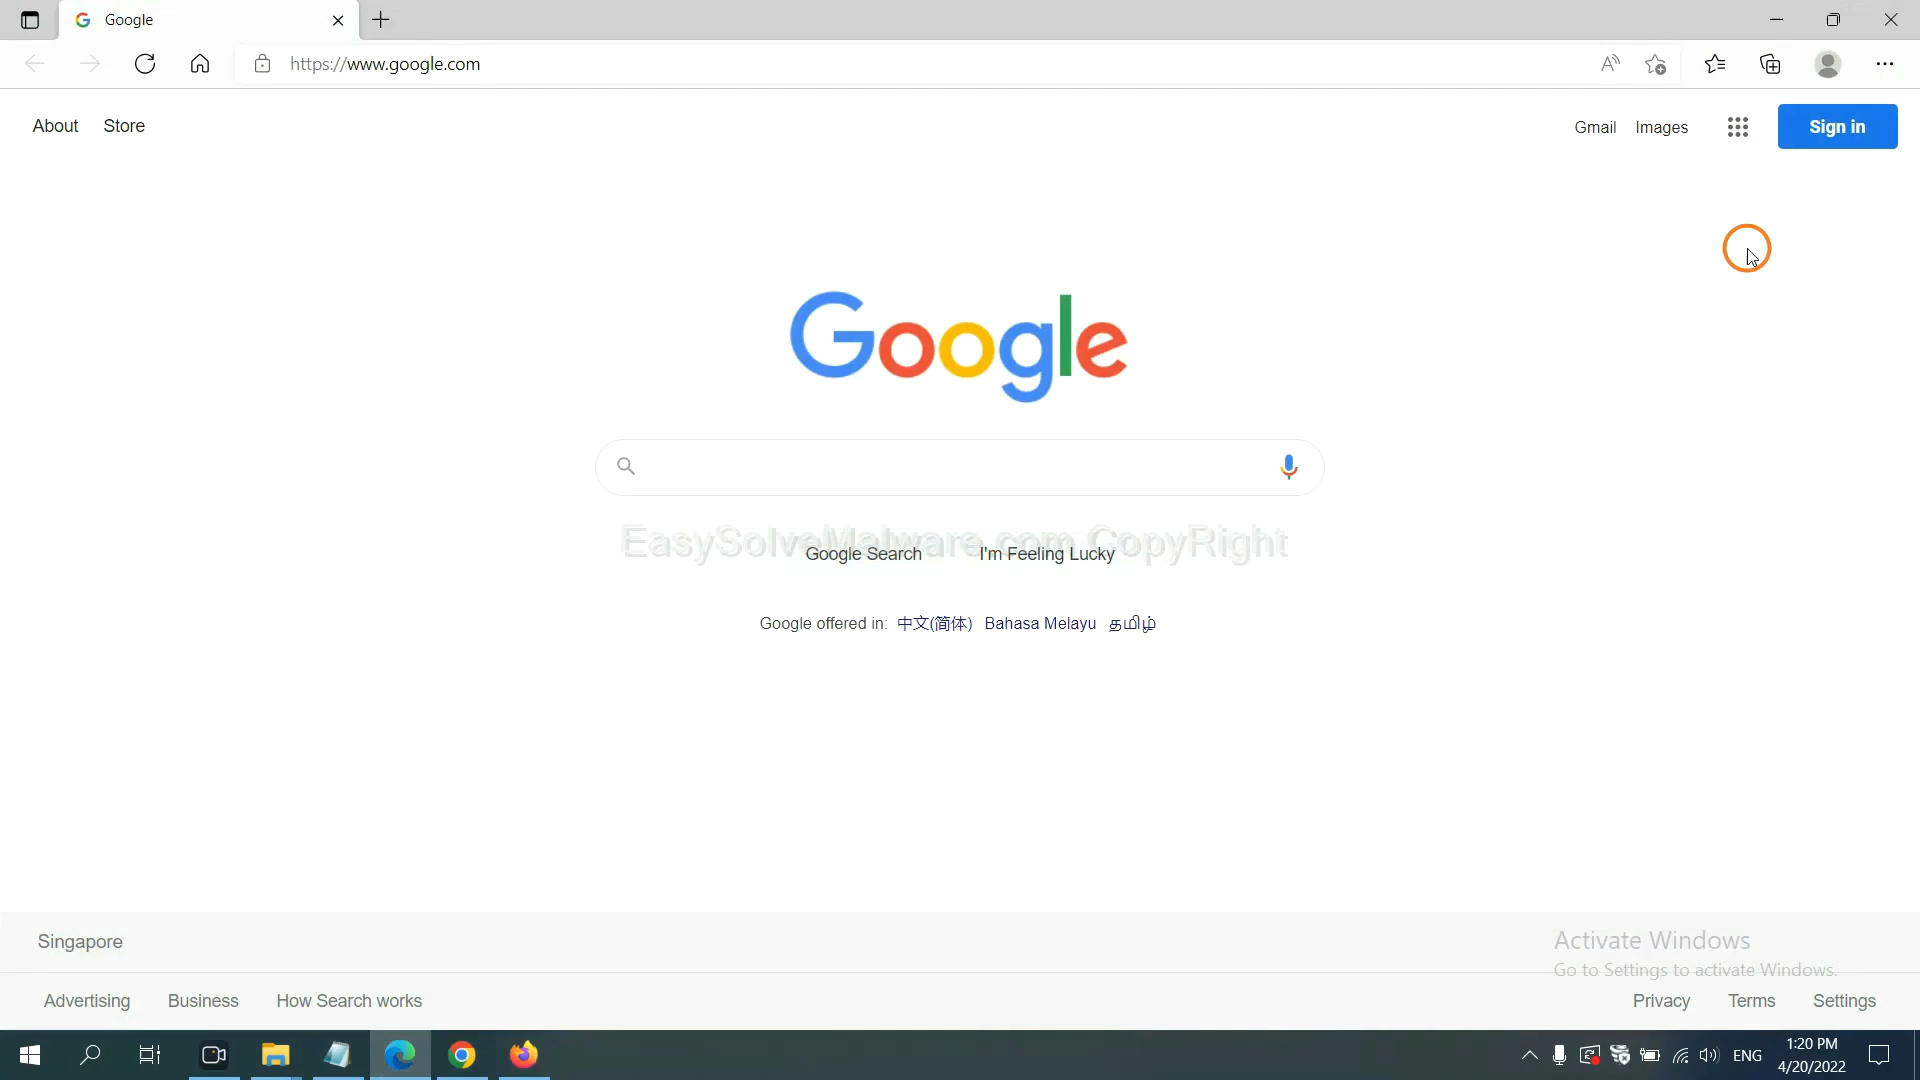 Google
https://www.google.com
About Store
Gmail Images Sign in
Google
EasySolveMalware.com CopyRight
Google Search I'm Feeling Lucky
Google offered in: 中文(简体) Bahasa Melayu தமிழ்
Singapore
Activate Windows
Go to Settings to activate Windows.
Advertising Business How Search works
Privacy Terms Settings
ENG
1:20 PM
4/20/2022